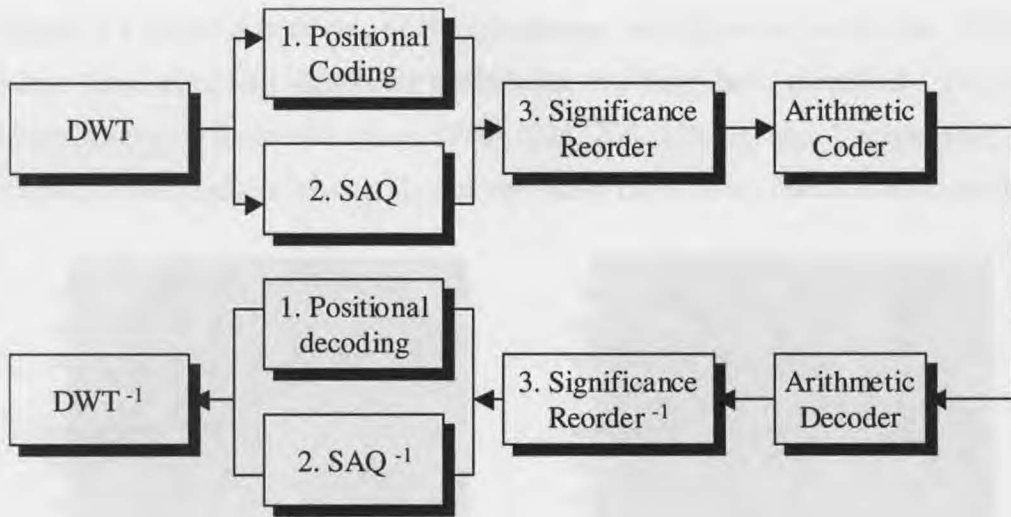 DWT
1. Positional
Coding
2. SAQ
3. Significance
Reorder
Arithmetic
Coder
DWT -1
1. Positional
decoding
2. SAQ -1
3. Significance
Reorder -1
Arithmetic
Decoder